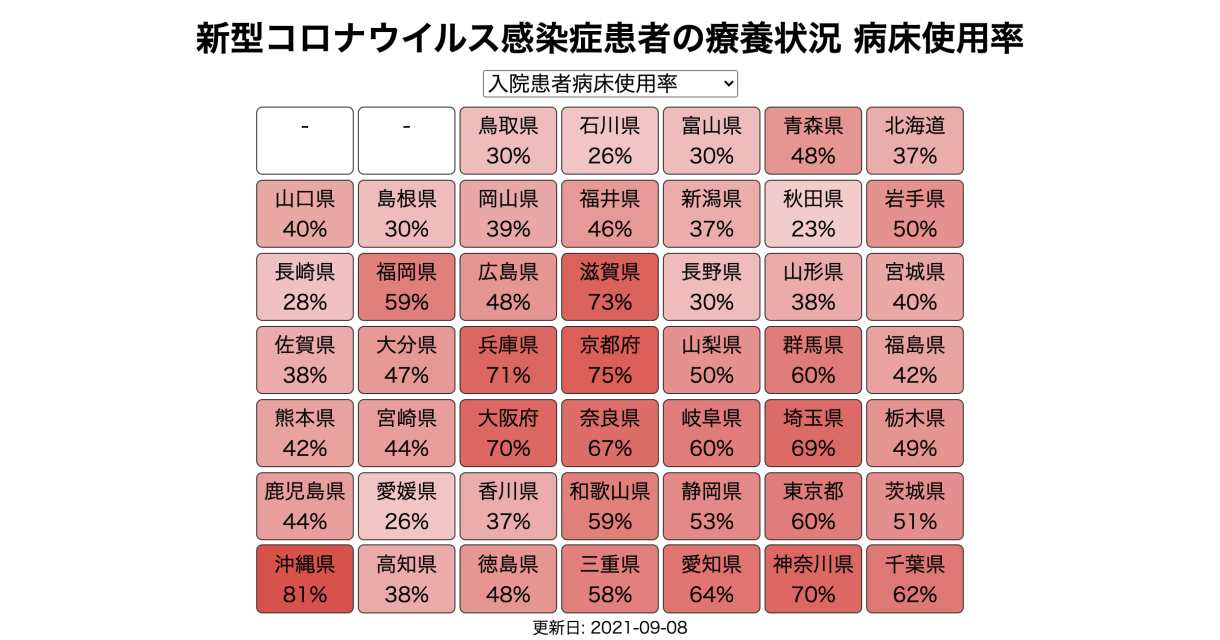 新型コロナウイルス感染症患者の療養状況 病床使用率
入院患者病床使用率
- - 鳥取県 石川県 富山県 青森県 北海道
30% 26% 30% 48% 37%
山口県 島根県 岡山県 福井県 新潟県 秋田県 岩手県
40% 30% 39% 46% 37% 23% 50%
長崎県 福岡県 広島県 滋賀県 長野県 山形県 宮城県
28% 59% 48% 73% 30% 38% 40%
佐賀県 大分県 兵庫県 京都府 山梨県 群馬県 福島県
38% 47% 71% 75% 50% 60% 42%
熊本県 宮崎県 大阪府 奈良県 岐阜県 埼玉県 栃木県
42% 44% 70% 67% 60% 69% 49%
鹿児島県 愛媛県 香川県 和歌山県 静岡県 東京都 茨城県
44% 26% 37% 59% 53% 60% 51%
沖縄県 高知県 徳島県 三重県 愛知県 神奈川県 千葉県
81% 38% 48% 58% 64% 70% 62%
更新日: 2021-09-08